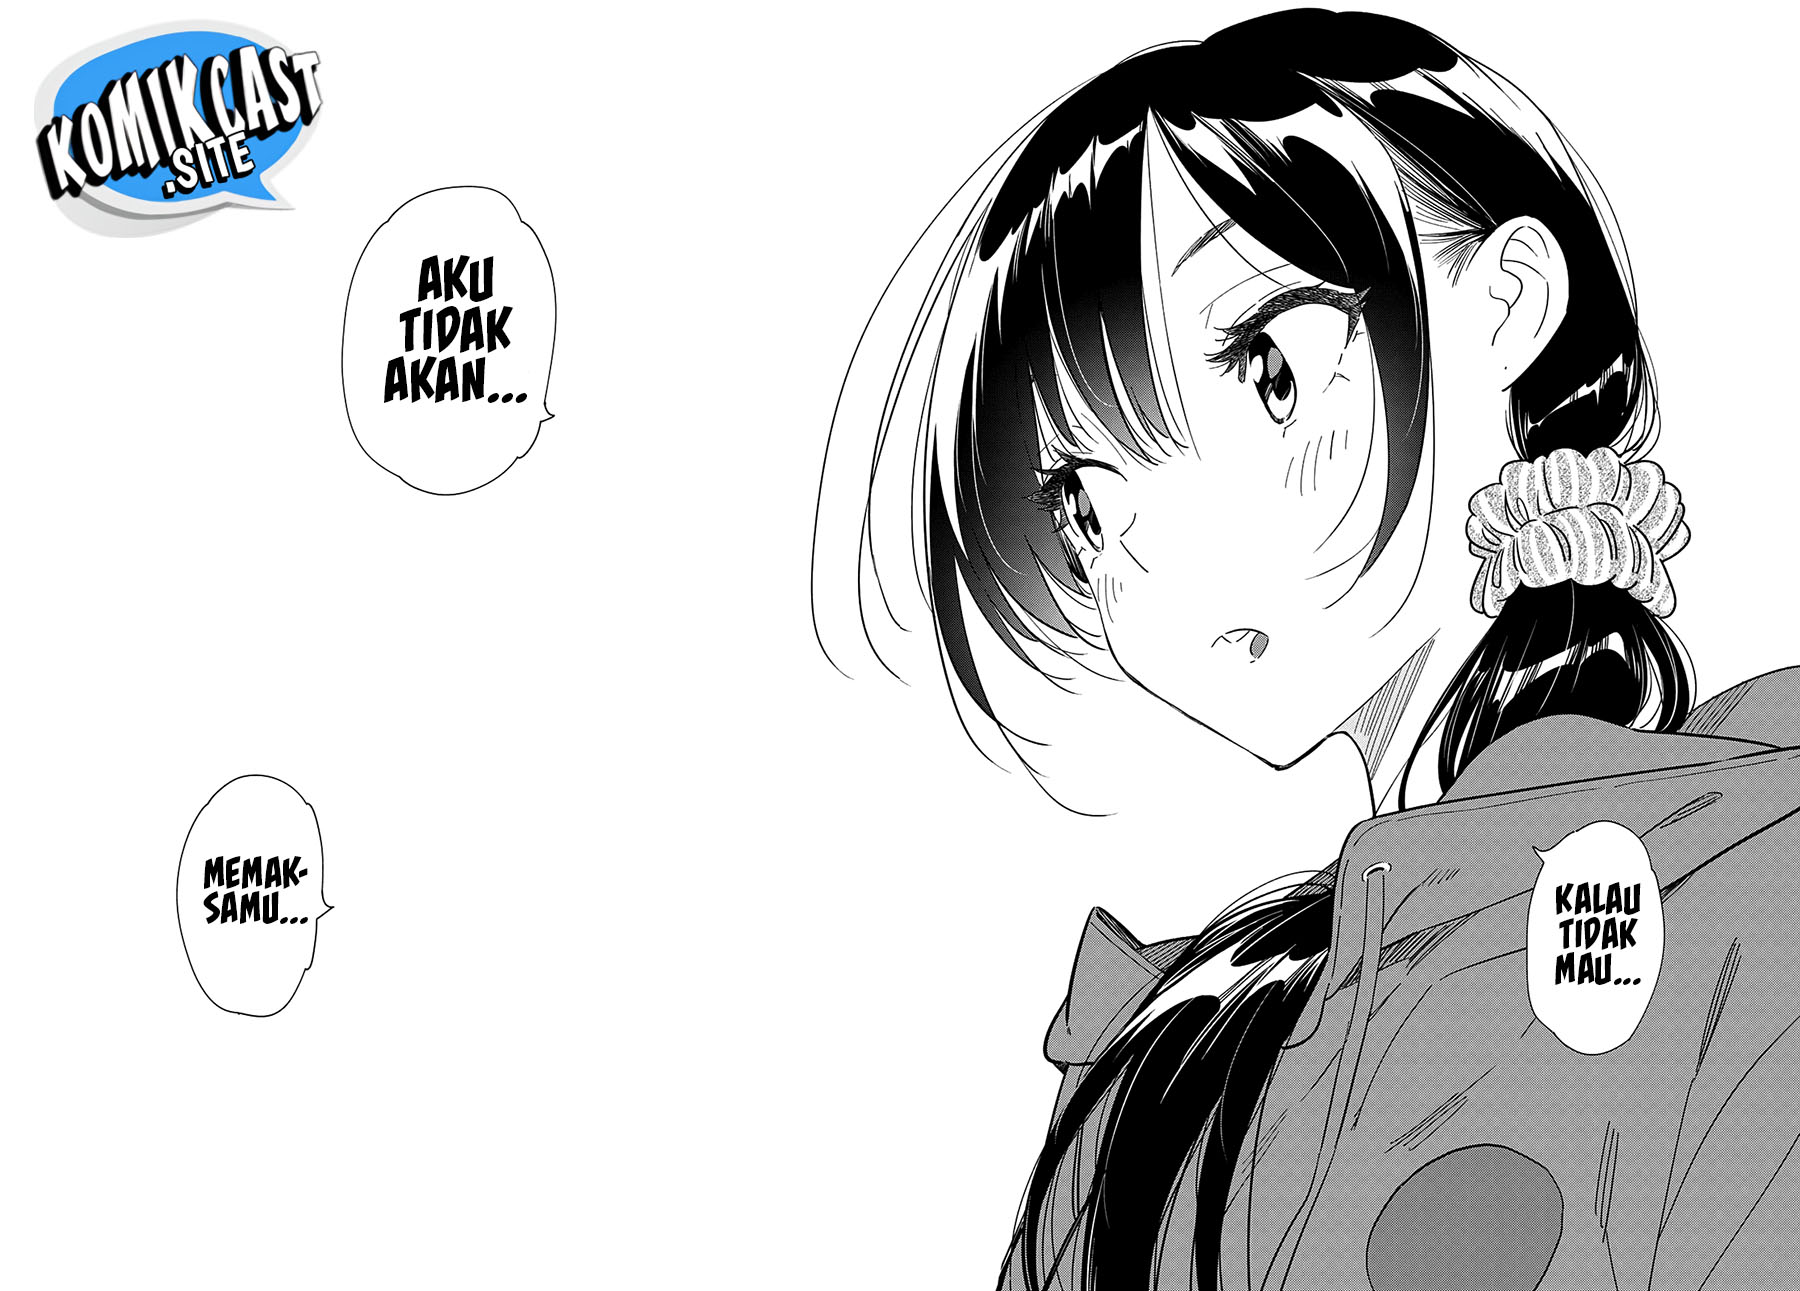 KOMIKCAST
.SITE
KALAU
TIDAK
MAU...
AKU
TIDAK
AKAN...
MEMAK-
SAMU...